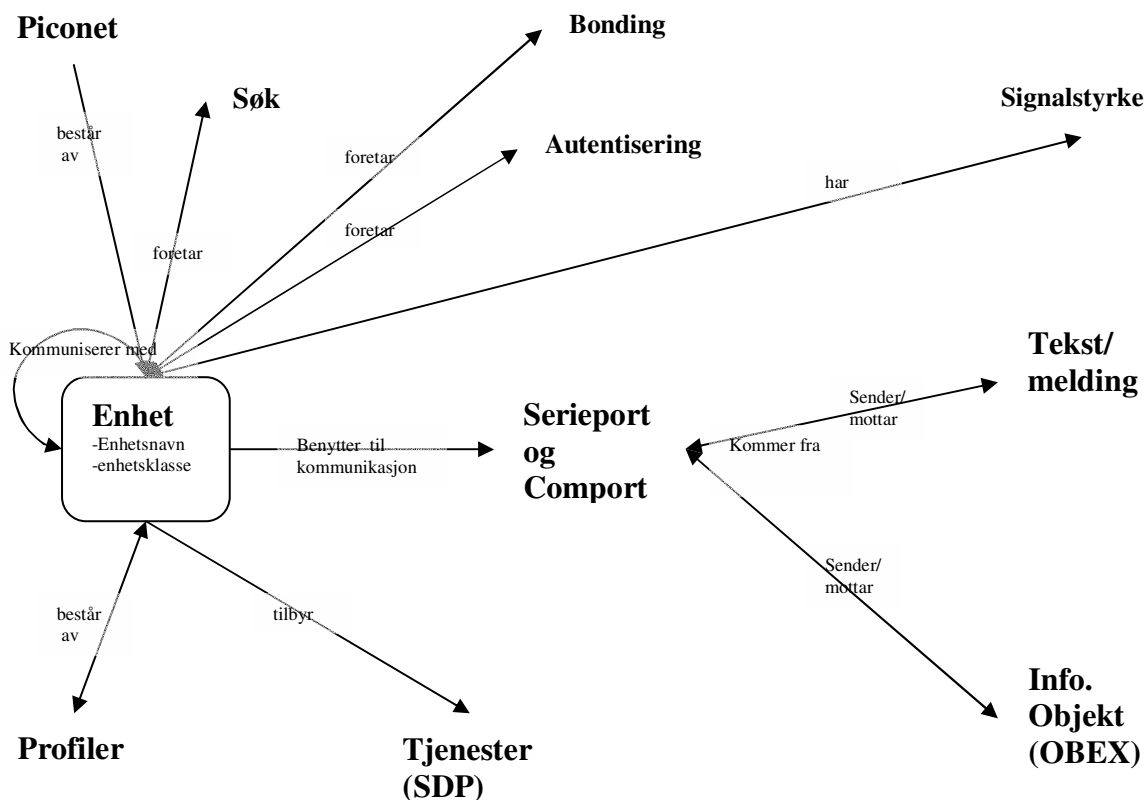 Piconet
Bonding
Søk
Signalstyrke
består
av
Autentisering
foretar
har
foretar
foretar
Kommuniserer med
Tekst/
melding
Enhet
-Enhetsnavn
-enhetsklasse
Benytter til
kommunikasjon
Serieport
og
Comport
Sender/
mottar
Kommer fra
Sender/
mottar
består
av
tilbyr
Info.
Objekt
(OBEX)
Profiler
Tjenester
(SDP)